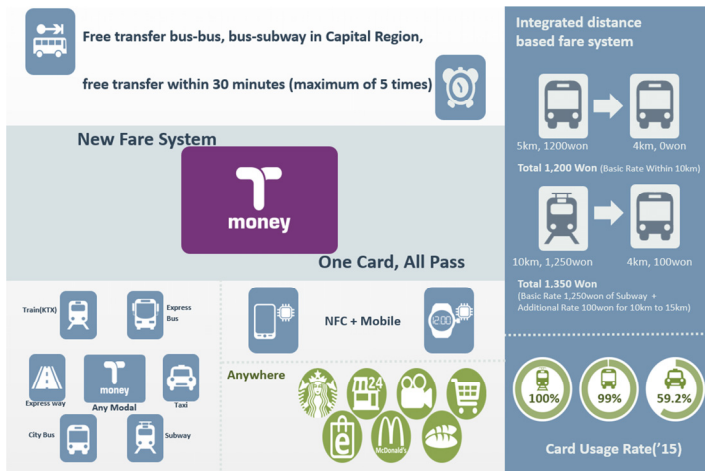 Free transfer bus-bus, bus-subway in Capital Region,
free transfer within 30 minutes (maximum of 5 times)
New Fare System
T
money
One Card, All Pass
Train(KTX)
Express
Bus
Express way
T
money
Any Modal
Taxi
City Bus
Subway
NFC + Mobile
12:00
Anywhere
24
e
M
McDonald's
Integrated distance
based fare system
5km, 1200won
4km, 0won
Total 1,200 Won (Basic Rate Within 10km)
10km, 1,250won
4km, 100won
Total 1,350 Won
(Basic Rate 1,250won of Subway +
Additional Rate 100won for 10km to 15km)
100%
99%
59.2%
Card Usage Rate('15)